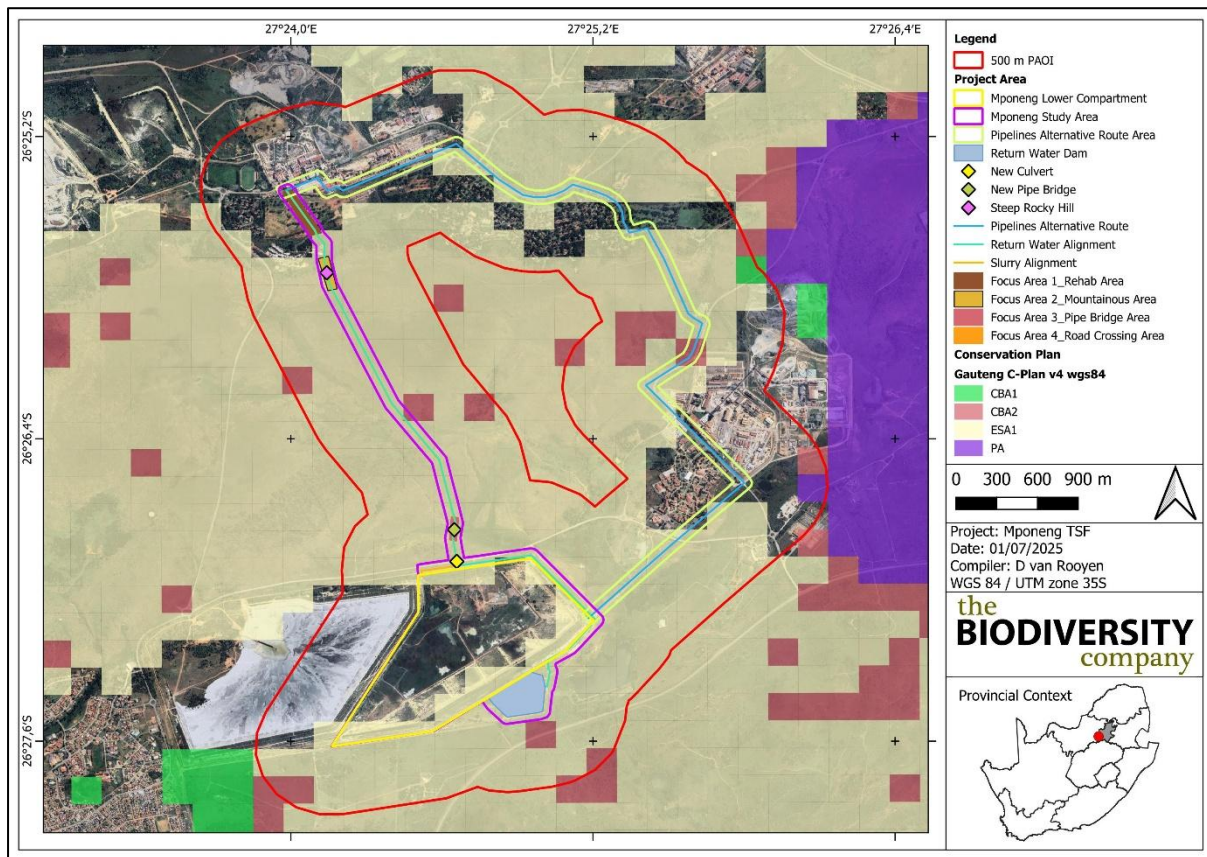 27°24,0'E
27°25,2'E
27°26,4'E
26°25,2'S
26°26,4'S
26°27,6'S
Legend
500 m PAOI
Project Area
Mponeng Lower Compartment
Mponeng Study Area
Pipelines Alternative Route Area
Return Water Dam
New Culvert
New Pipe Bridge
Steep Rocky Hill
Pipelines Alternative Route
Return Water Alignment
Slurry Alignment
Focus Area 1_Rehab Area
Focus Area 2_Mountainous Area
Focus Area 3_Pipe Bridge Area
Focus Area 4_Road Crossing Area
Conservation Plan
Gauteng C-Plan v4 wgs84
CBA1
CBA2
ESA1
PA
0 300 600 900 m
Project: Mponeng TSF
Date: 01/07/2025
Compiler: D van Rooyen
WGS 84 / UTM zone 35S
the
BIODIVERSITY
company
Provincial Context